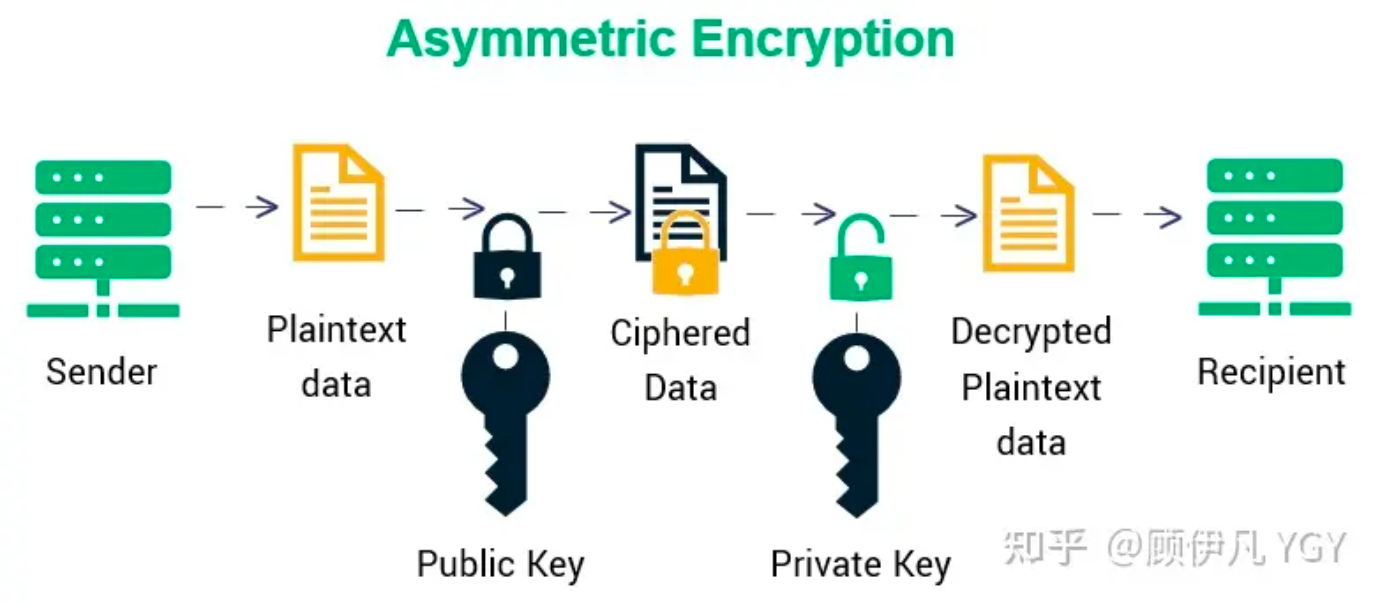 Asymmetric Encryption
Sender
Plaintext
data
Public Key
Ciphered
Data
Private Key
Decrypted
Plaintext
data
Recipient
知乎 @顾伊凡 YGY